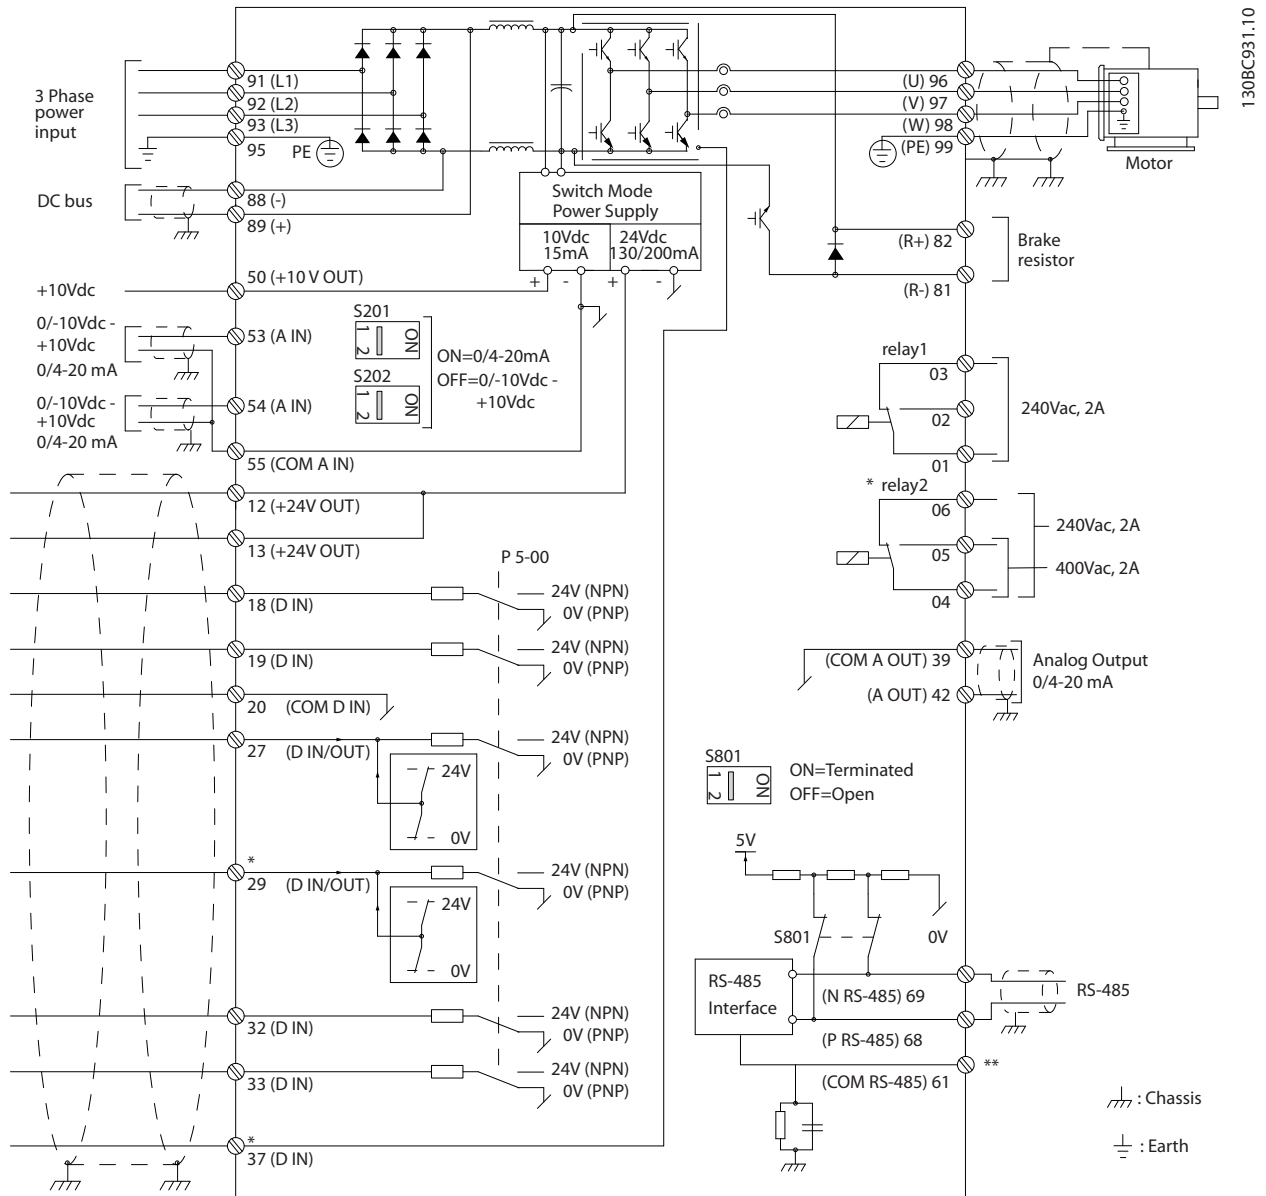 130BC931.10
3 Phase
power
input
91 (L1)
92 (L2)
93 (L3)
95
PE
DC bus
88 (-)
89 (+)
Switch Mode
Power Supply
10Vdc
15mA
24Vdc
130/200mA
+
-
+
-
(U) 96
(V) 97
(W) 98
(PE) 99
Motor
(R+) 82
(R-) 81
Brake
resistor
+10Vdc
50 (+10 V OUT)
0/-10Vdc -
+10Vdc
0/4-20 mA
53 (A IN)
0/-10Vdc -
+10Vdc
0/4-20 mA
54 (A IN)
55 (COM A IN)
S201
1
2
ON
S202
1
2
ON
ON=0/4-20mA
OFF=0/-10Vdc -
+10Vdc
relay1
03
02
01
240Vac, 2A
* relay2
06
05
04
240Vac, 2A
400Vac, 2A
12 (+24V OUT)
13 (+24V OUT)
P 5-00
18 (D IN)
24V (NPN)
0V (PNP)
19 (D IN)
24V (NPN)
0V (PNP)
20 (COM D IN)
27 (D IN/OUT)
24V (NPN)
0V (PNP)
24V
0V
*
29 (D IN/OUT)
24V (NPN)
0V (PNP)
24V
0V
32 (D IN)
24V (NPN)
0V (PNP)
33 (D IN)
24V (NPN)
0V (PNP)
*
37 (D IN)
(COM A OUT) 39
(A OUT) 42
Analog Output
0/4-20 mA
S801
1
2
ON
ON=Terminated
OFF=Open
5V
S801
0V
RS-485
Interface
(N RS-485) 69
(P RS-485) 68
(COM RS-485) 61
**
RS-485
: Chassis
: Earth